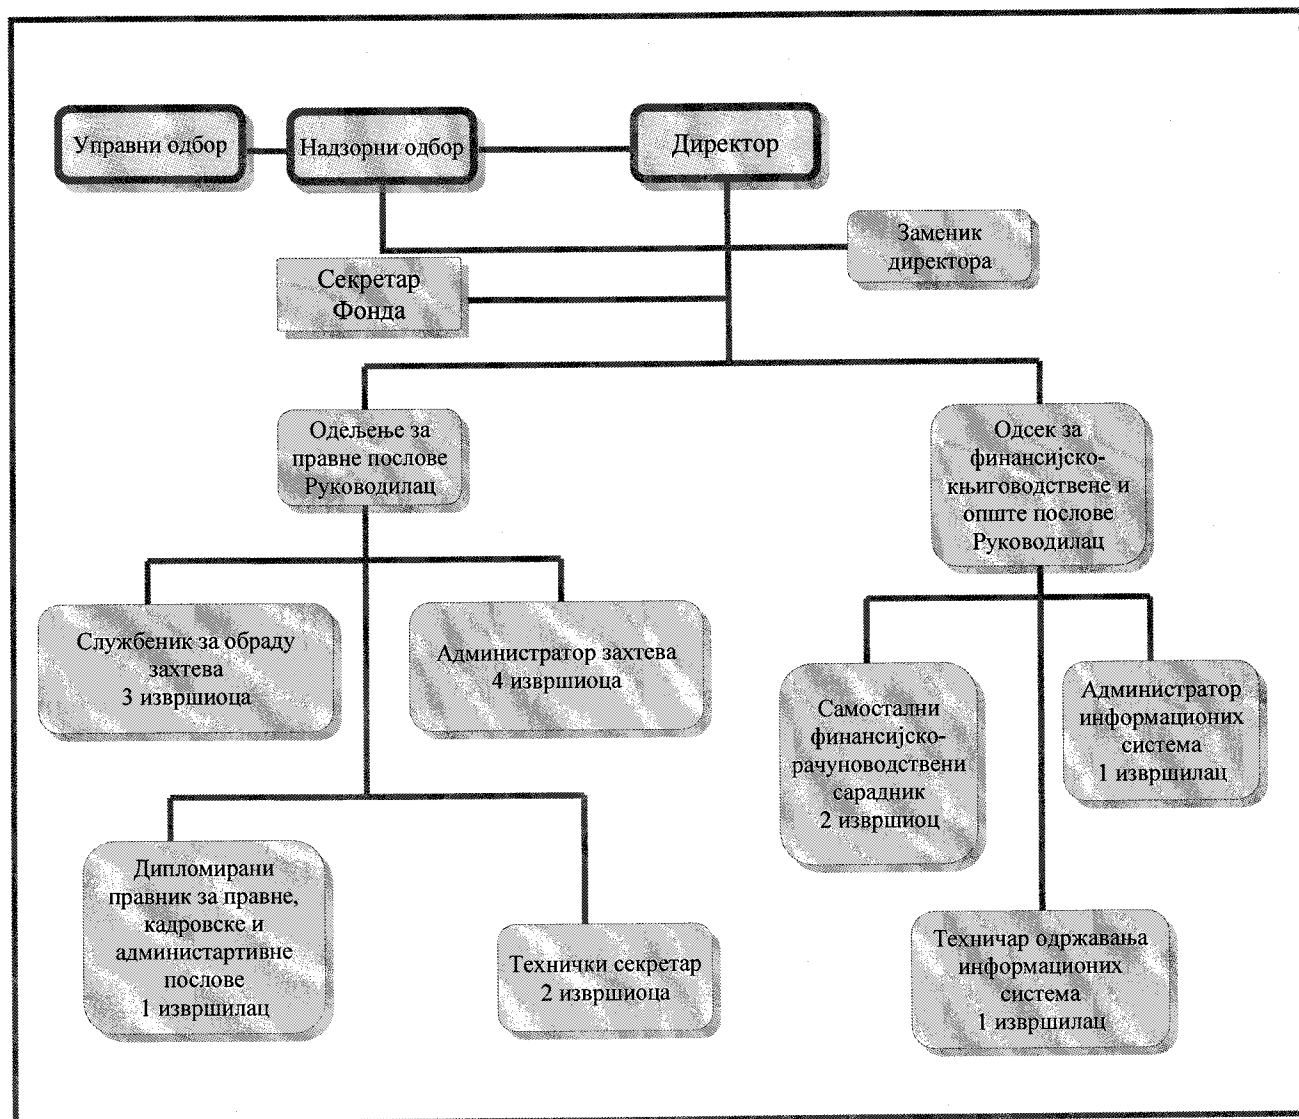 Управни одбор
Надзорни одбор
Директор
Заменик
директора
Секретар
Фонда
Одељење за
правне послове
Руководилац
Одсек за
финансијско-
књиговодствене и
опште послове
Руководилац
Службеник за обраду
захтева
3 извршиоца
Администратор захтева
4 извршиоца
Самостални
финансијско-
рачуноводствени
сарадник
2 извршиоц
Администратор
информационих
система
1 извршилац
Дипломирани
правник за правне,
кадровске и
администартивне
послове
1 извршилац
Технички секретар
2 извршиоца
Техничар одржавања
информационих
система
1 извршилац